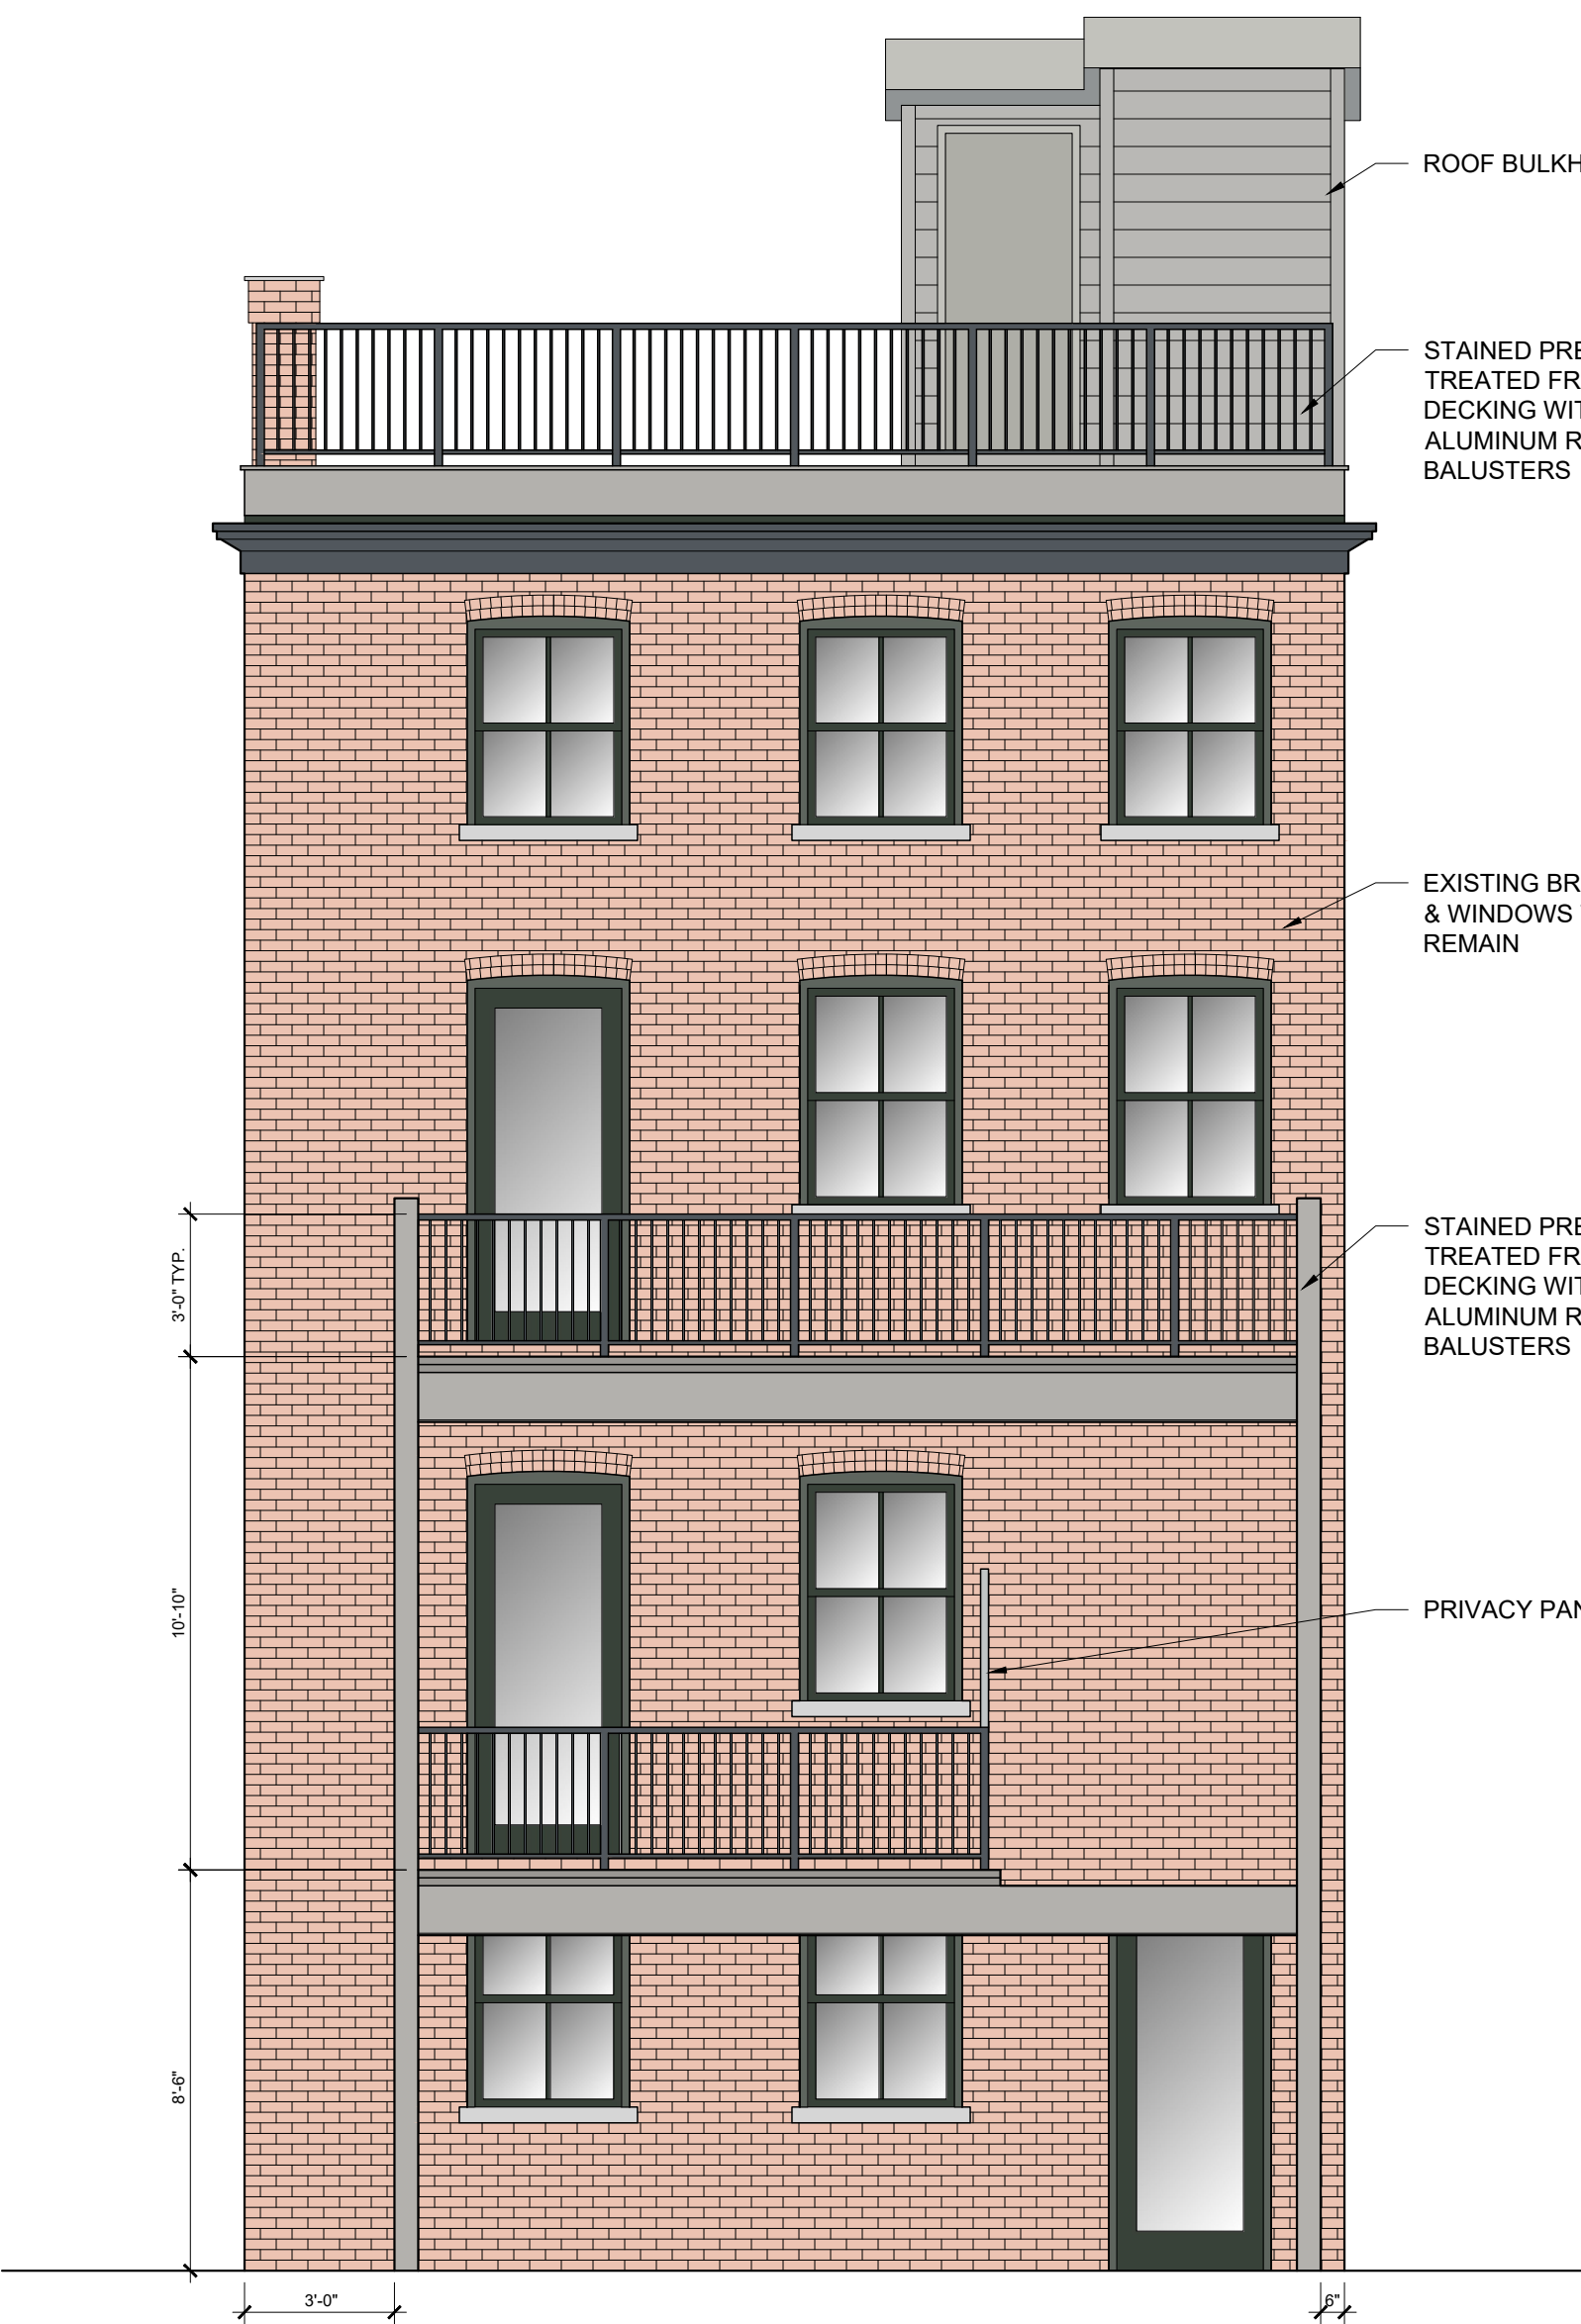 ROOF BULKH
STAINED PRE
TREATED FR
DECKING WIT
ALUMINUM R
BALUSTERS
EXISTING BR
& WINDOWS
REMAIN
STAINED PRE
TREATED FR
DECKING WIT
ALUMINUM R
BALUSTERS
PRIVACY PAN
3'-0" TYP.
10'-10"
8'-6"
3'-0"
6"